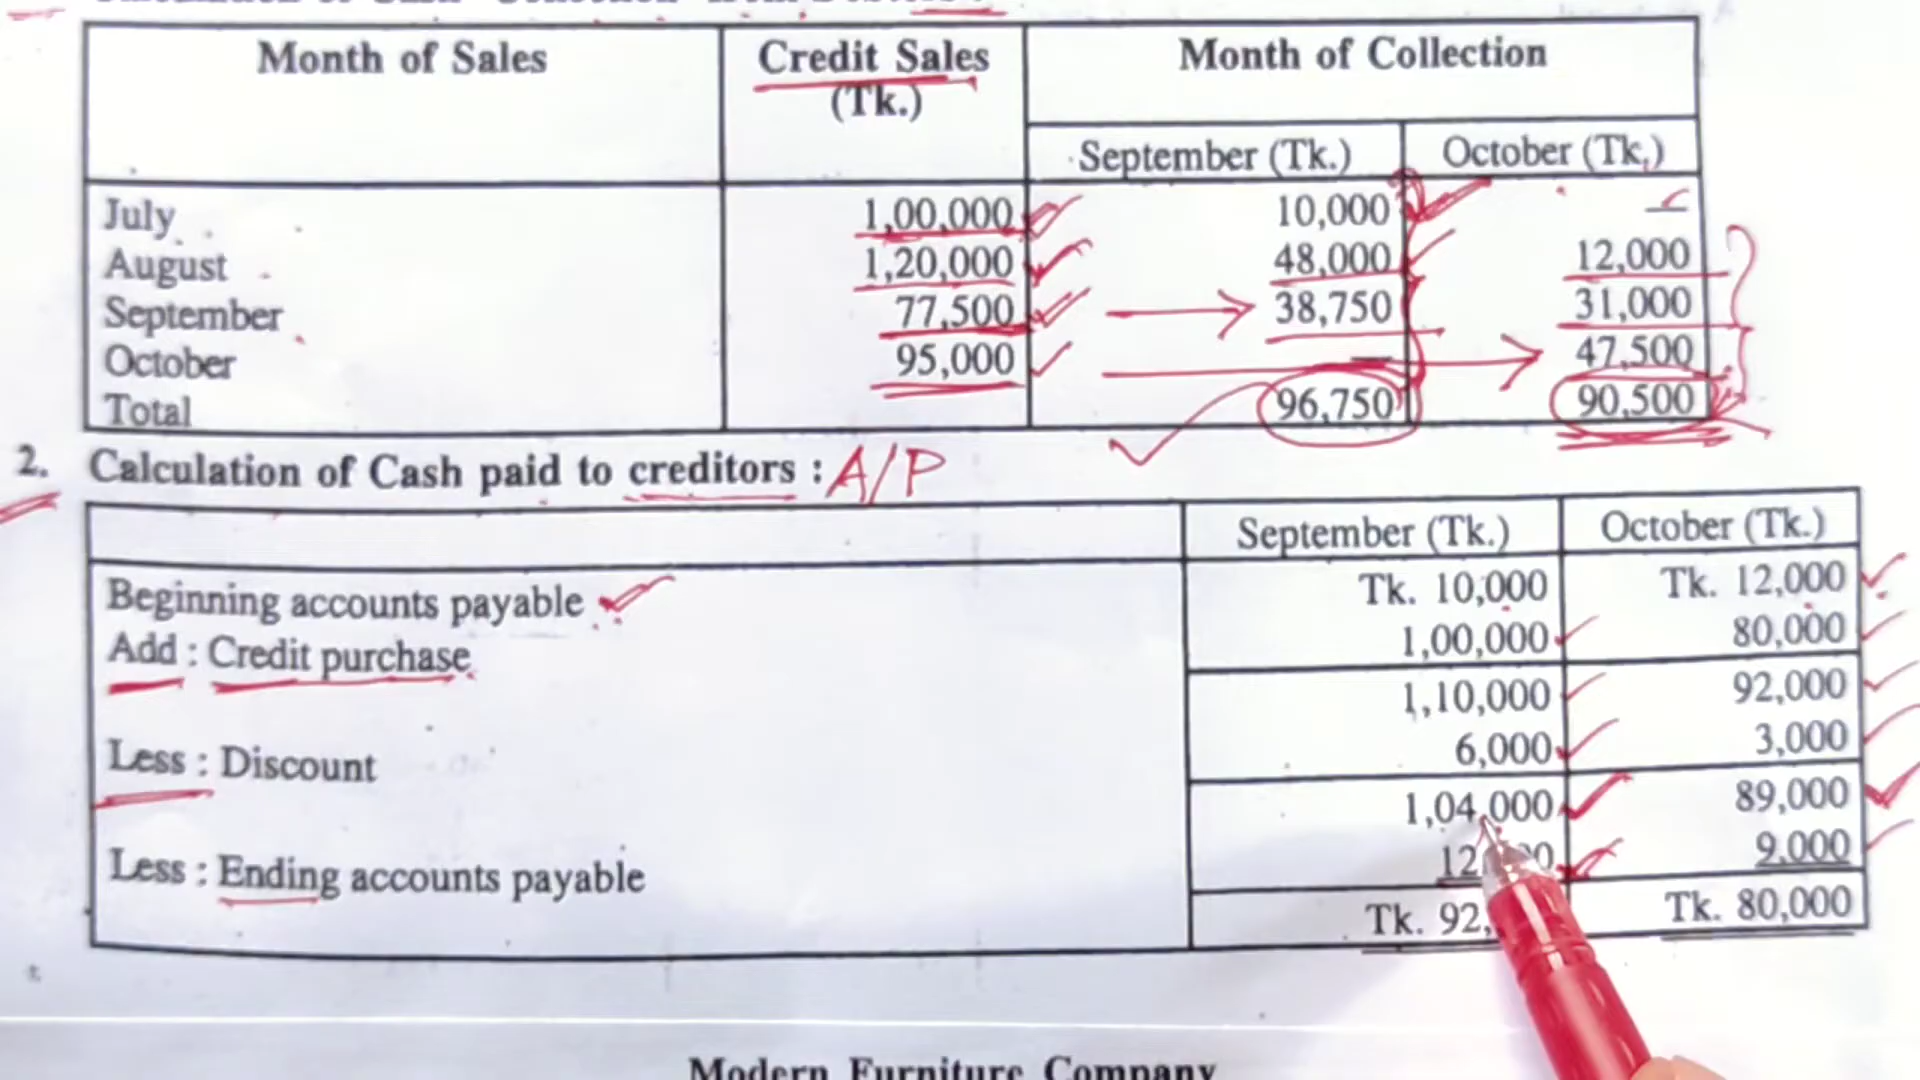 Month of Sales Credit Sales (Tk.) Month of Collection
September (Tk.) October (Tk.)
July 1,00,000 10,000 —
August 1,20,000 48,000 12,000
September 77,500 38,750 31,000
October 95,000 — 47,500
Total 96,750 90,500
2. Calculation of Cash paid to creditors : A/P
September (Tk.) October (Tk.)
Beginning accounts payable Tk. 10,000 Tk. 12,000
Add : Credit purchase 1,00,000 80,000
1,10,000 92,000
Less : Discount 6,000 3,000
1,04,000 89,000
Less : Ending accounts payable 9,000
Tk. 92, Tk. 80,000
Modern Furniture Company